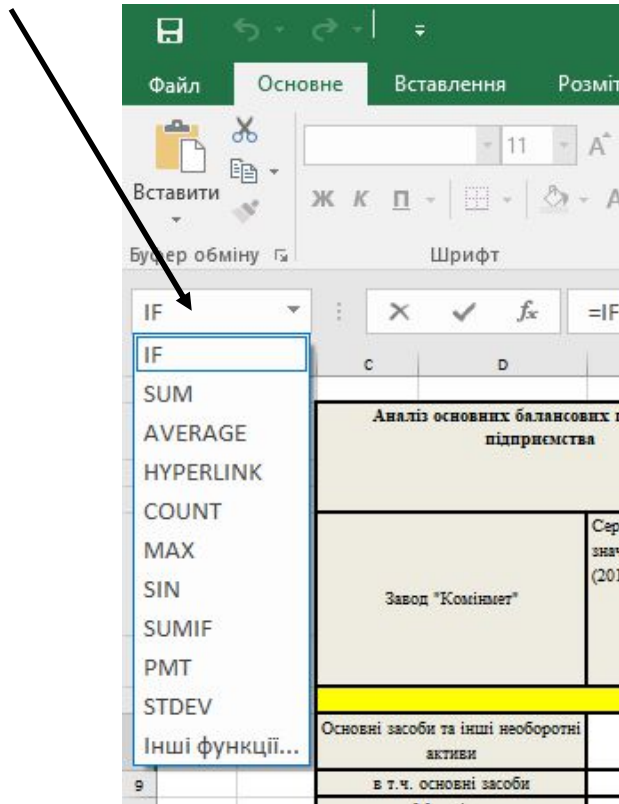 Файл Основне Вставлення
11
Вставити
Ж К П
Буфер обміну Шрифт
IF fx =IF
IF
SUM
AVERAGE
HYPERLINK
COUNT
MAX
SIN
SUMIF
PMT
STDEV
Інші функції...
C D
Аналіз основних балансових
підприємства
Завод "Комінмет"
Основні засоби та інші необоротні
активи
9 в т.ч. основні засоби